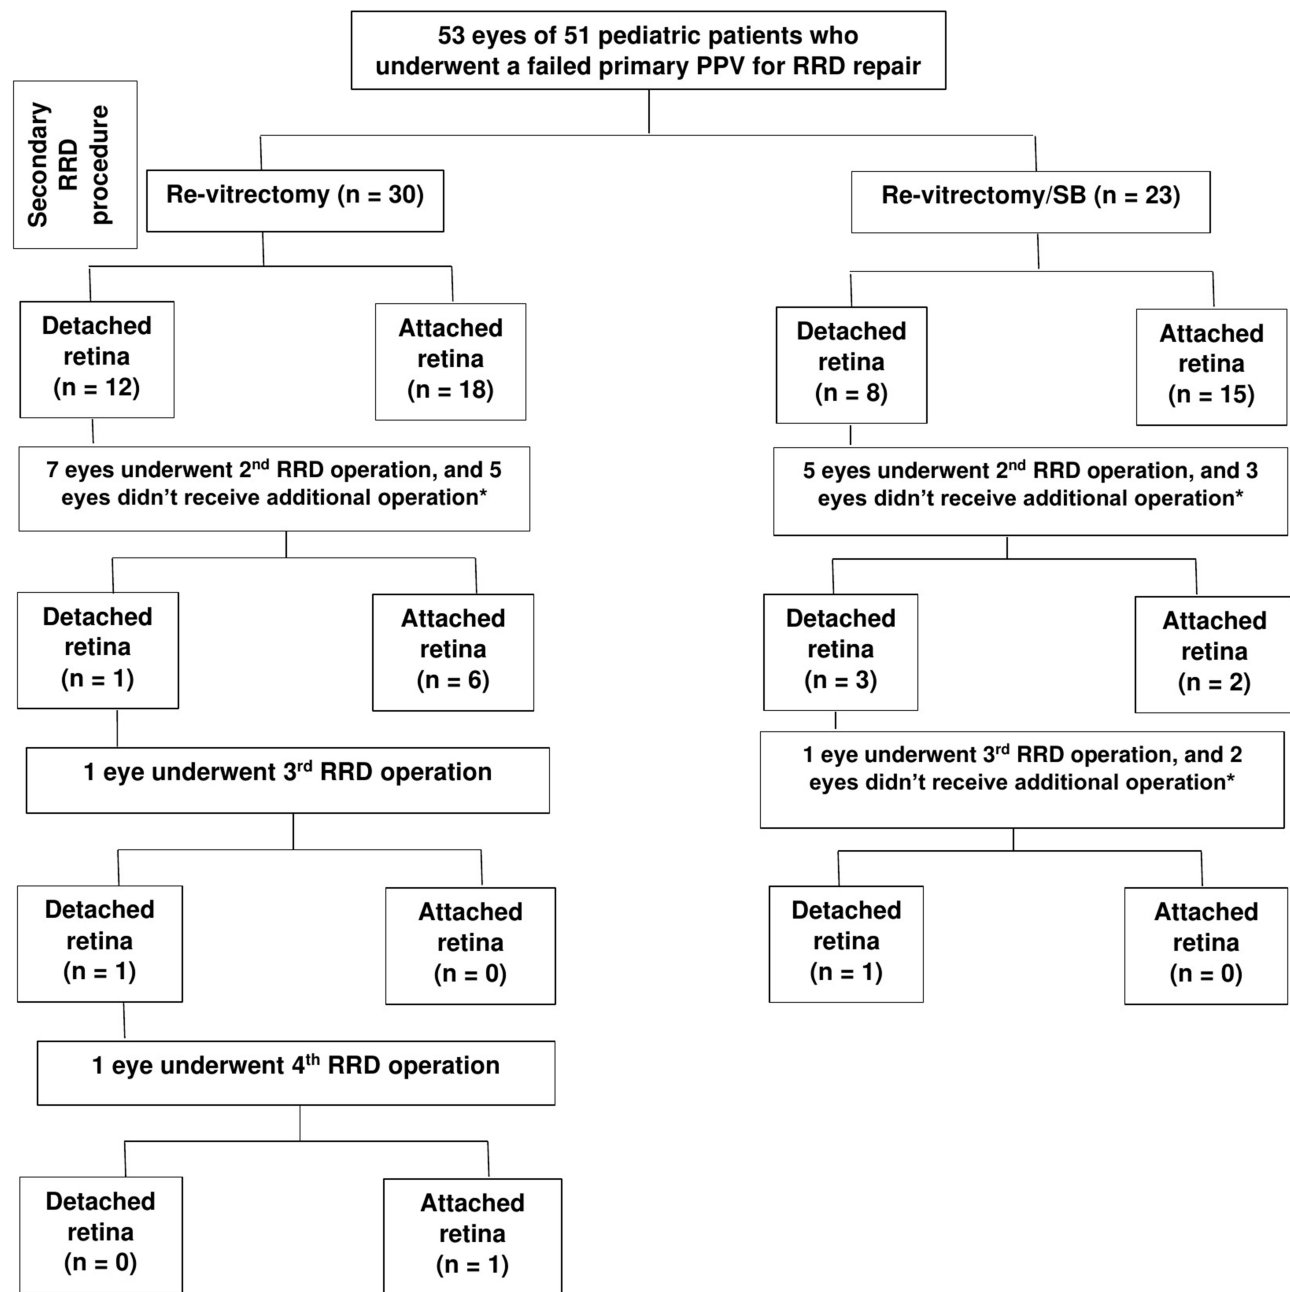 53 eyes of 51 pediatric patients who
underwent a failed primary PPV for RRD repair
Secondary
RRD
procedure
Re-vitrectomy (n = 30)
Re-vitrectomy/SB (n = 23)
Detached
retina
(n = 12)
Attached
retina
(n = 18)
Detached
retina
(n = 8)
Attached
retina
(n = 15)
7 eyes underwent 2nd RRD operation, and 5
eyes didn’t receive additional operation*
5 eyes underwent 2nd RRD operation, and 3
eyes didn’t receive additional operation*
Detached
retina
(n = 1)
Attached
retina
(n = 6)
Detached
retina
(n = 3)
Attached
retina
(n = 2)
1 eye underwent 3rd RRD operation
1 eye underwent 3rd RRD operation, and 2
eyes didn’t receive additional operation*
Detached
retina
(n = 1)
Attached
retina
(n = 0)
Detached
retina
(n = 1)
Attached
retina
(n = 0)
1 eye underwent 4th RRD operation
Detached
retina
(n = 0)
Attached
retina
(n = 1)